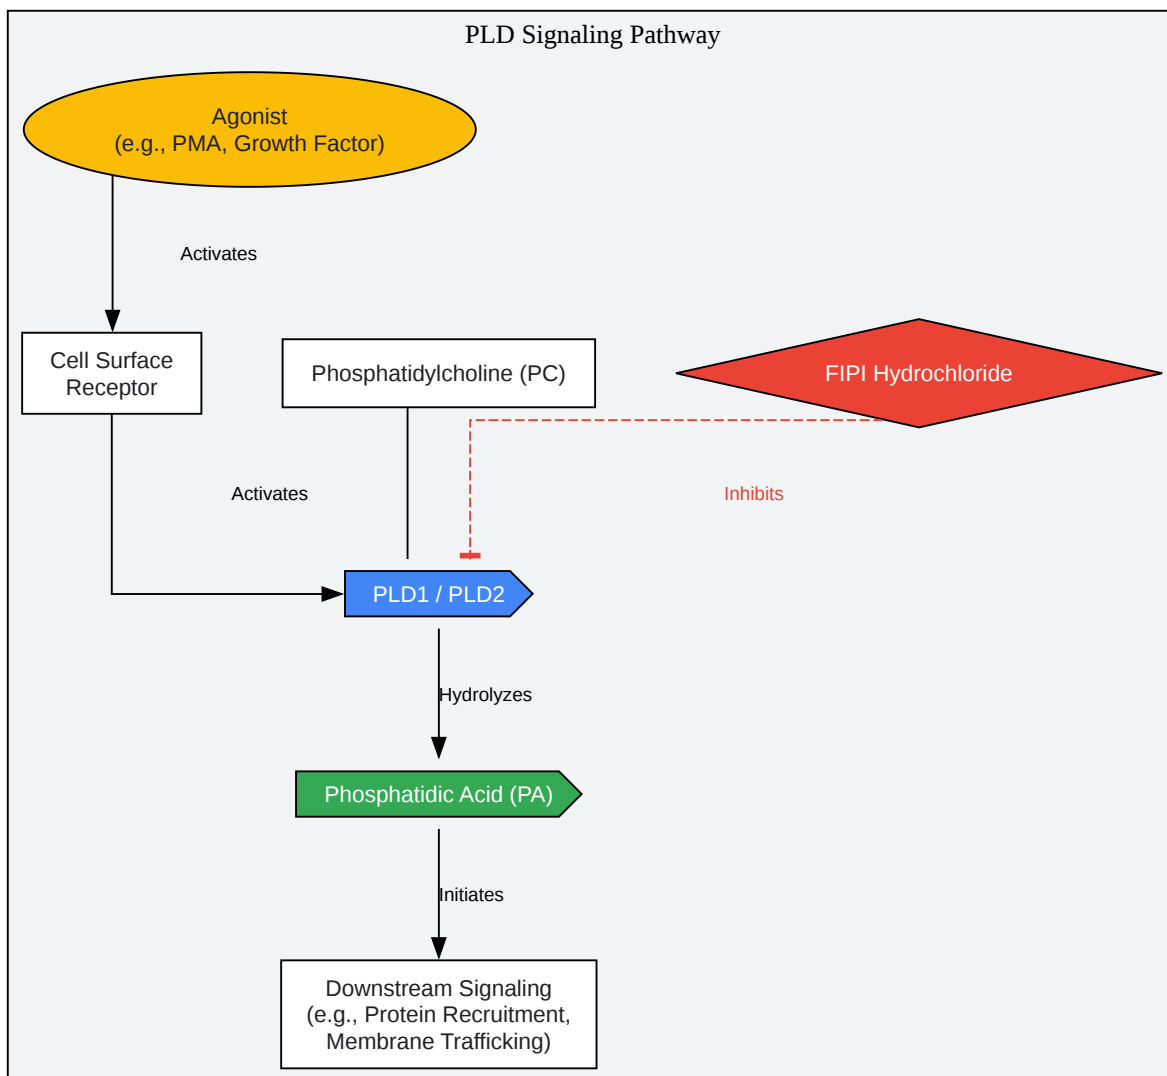 PLD Signaling Pathway
Agonist
(e.g., PMA, Growth Factor)
Activates
Cell Surface
Receptor
Phosphatidylcholine (PC)
FIPI Hydrochloride
Activates
Inhibits
PLD1 / PLD2
Hydrolyzes
Phosphatidic Acid (PA)
Initiates
Downstream Signaling
(e.g., Protein Recruitment,
Membrane Trafficking)